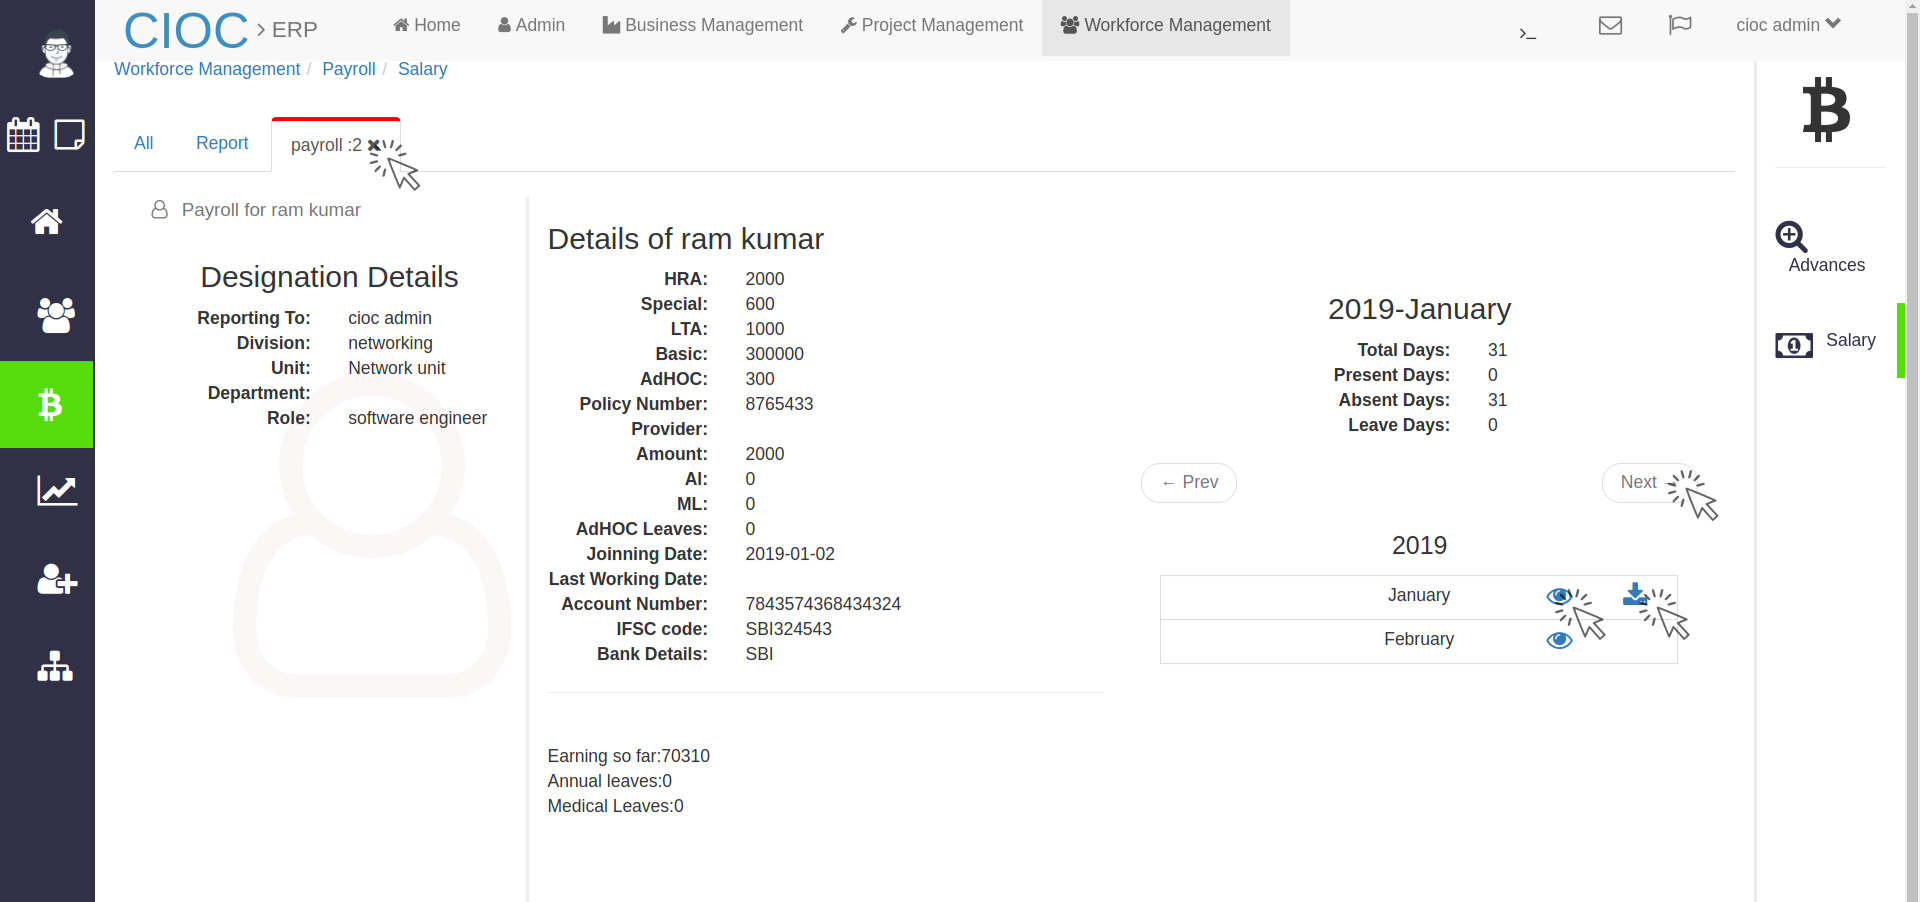 CIOC > ERP
Home
Admin
Business Management
Project Management
Workforce Management
>_
cioc admin
Workforce Management / Payroll / Salary
All
Report
payroll :2 ✖
Payroll for ram kumar
Designation Details
Reporting To: cioc admin
Division: networking
Unit: Network unit
Department:
Role: software engineer
Details of ram kumar
HRA: 2000
Special: 600
LTA: 1000
Basic: 300000
AdHOC: 300
Policy Number: 8765433
Provider:
Amount: 2000
Al: 0
ML: 0
AdHOC Leaves: 0
Joinning Date: 2019-01-02
Last Working Date:
Account Number: 7843574368434324
IFSC code: SBI324543
Bank Details: SBI
Earning so far:70310
Annual leaves:0
Medical Leaves:0
2019-January
Total Days: 31
Present Days: 0
Absent Days: 31
Leave Days: 0
← Prev
Next
2019
January
February
Advances
Salary